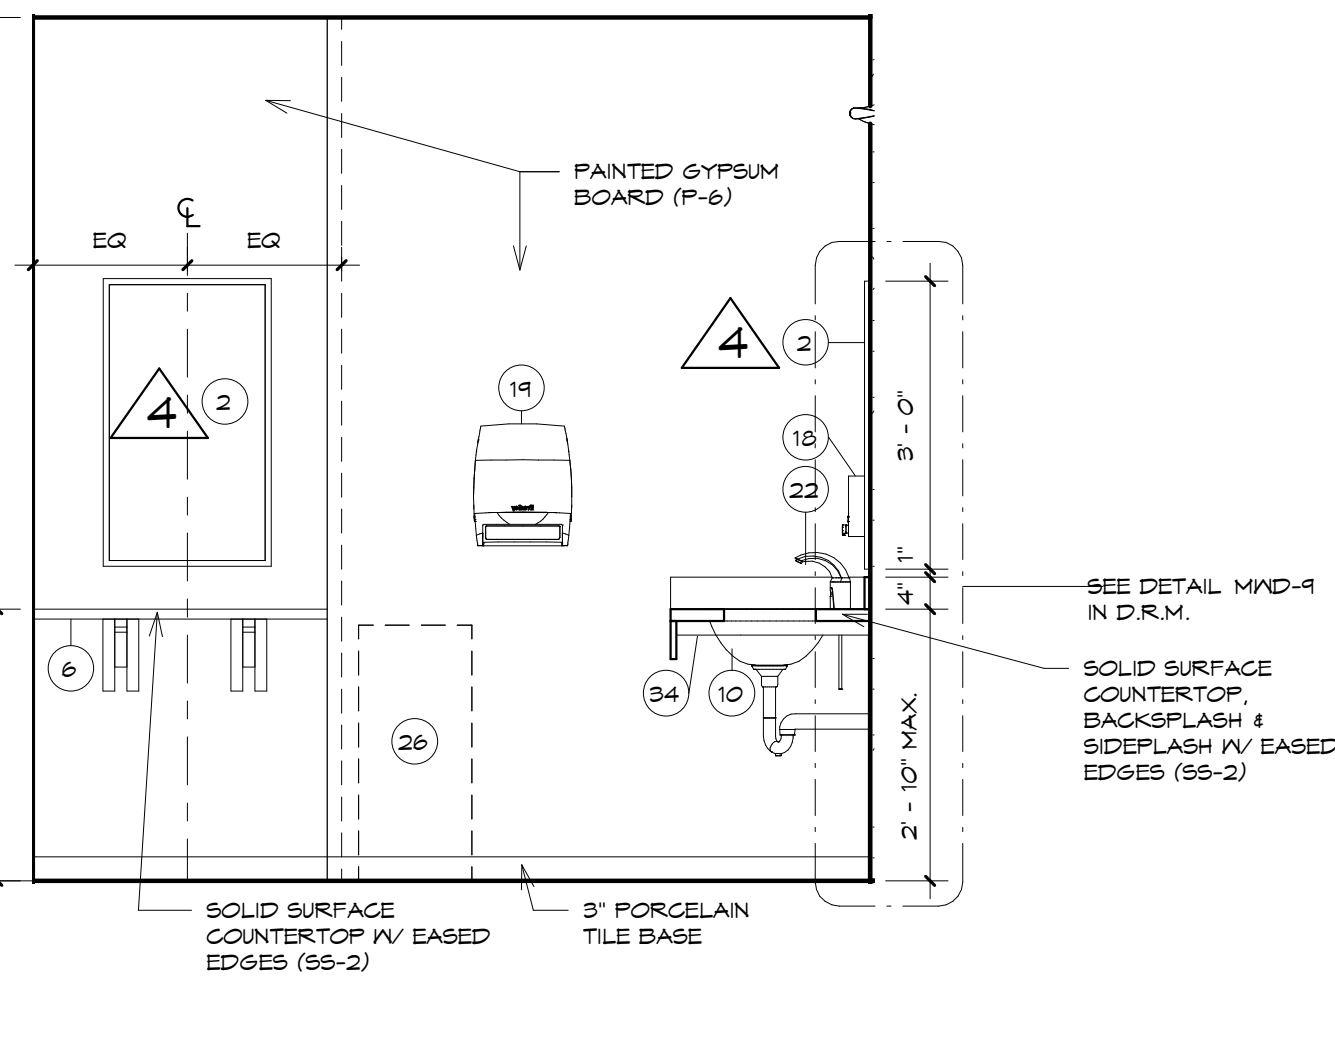 PAINTED GYPSUM
BOARD (P-6)
℄
EQ
EQ
4
2
4
2
19
3' - 0"
18
22
1"
4"
SEE DETAIL MWD-9
IN D.R.M.
6
34
10
SOLID SURFACE
COUNTERTOP,
BACKSPLASH &
SIDEPLASH W/ EASED
EDGES (SS-2)
26
2' - 10" MAX.
SOLID SURFACE
COUNTERTOP W/ EASED
EDGES (SS-2)
3" PORCELAIN
TILE BASE